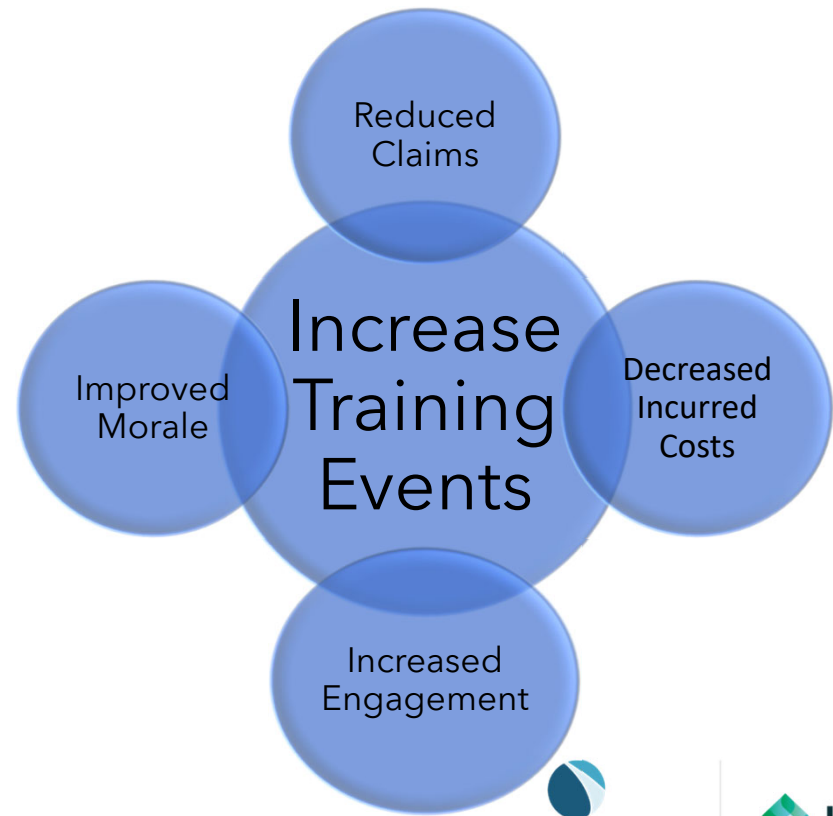 Reduced
Claims
Increase
Training
Events
Improved
Morale
Decreased
Incurred
Costs
Increased
Engagement